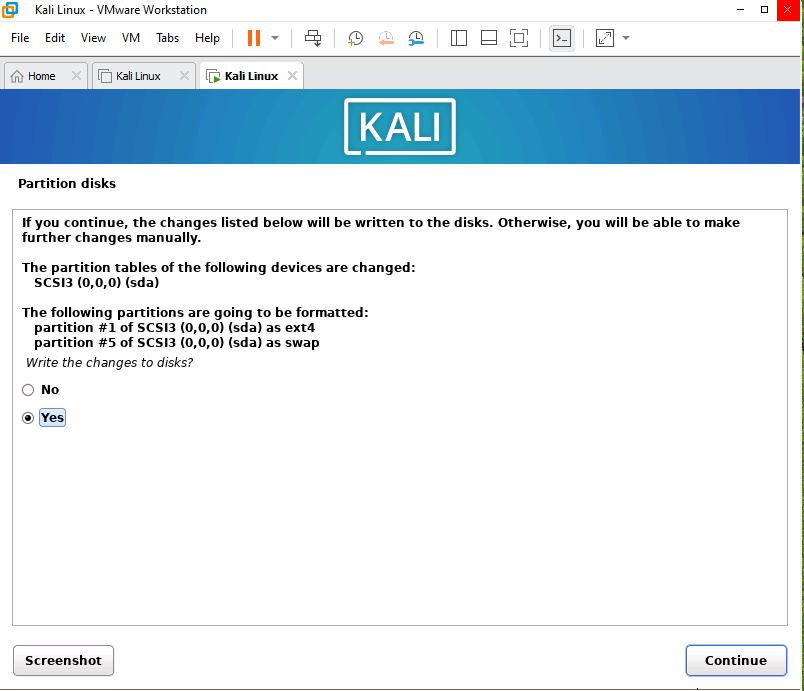 Kali Linux - VMware Workstation
File Edit View VM Tabs Help
Home Kali Linux Kali Linux
KALI
Partition disks
If you continue, the changes listed below will be written to the disks. Otherwise, you will be able to make
further changes manually.
The partition tables of the following devices are changed:
SCSI3 (0,0,0) (sda)
The following partitions are going to be formatted:
partition #1 of SCSI3 (0,0,0) (sda) as ext4
partition #5 of SCSI3 (0,0,0) (sda) as swap
Write the changes to disks?
No
Yes
Screenshot Continue